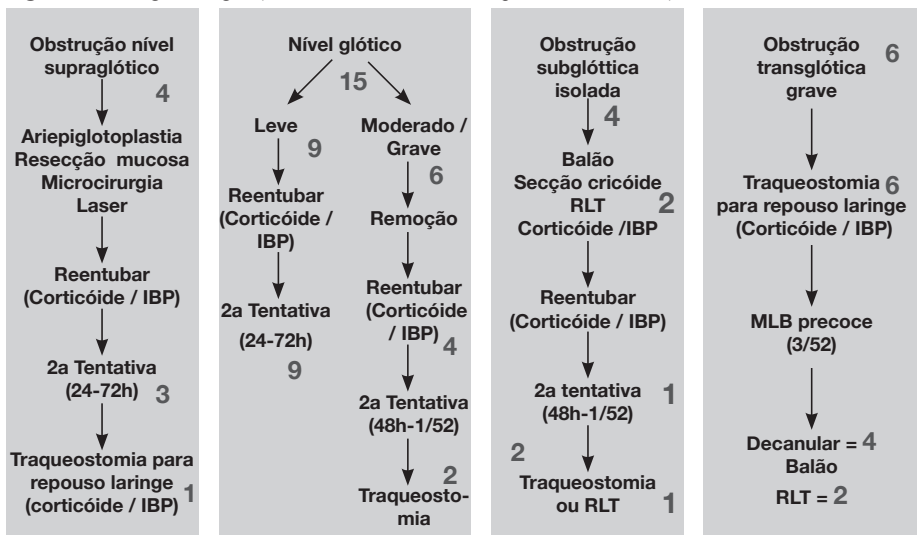 Obstrução nível
supraglótico
4
Ariepiglotoplastia
Resecção mucosa
Microcirurgia
Laser
Reentubar
(Corticóide / IBP)
2a Tentativa
(24-72h) 3
Traqueostomia para
repouso laringe
(corticóide / IBP) 1
Nível glótico
15
Leve
9
Reentubar
(Corticóide /
IBP)
2a Tentativa
(24-72h)
9
Moderado /
Grave
6
Remoção
Reentubar
(Corticóide
/ IBP) 4
2a Tentativa
(48h-1/52)
2
Traqueosto-
mia
Obstrução
subglóttica
isolada
4
Balão
Secção cricóide
RLT 2
Corticóide /IBP
Reentubar
(Corticóide / IBP)
2a tentativa 1
(48h-1/52)
2
Traqueostomia
ou RLT 1
Obstrução 6
transglótica
grave
Traqueostomia 6
para repouso laringe
(Corticóide / IBP)
MLB precoce
(3/52)
Decanular = 4
Balão
RLT = 2